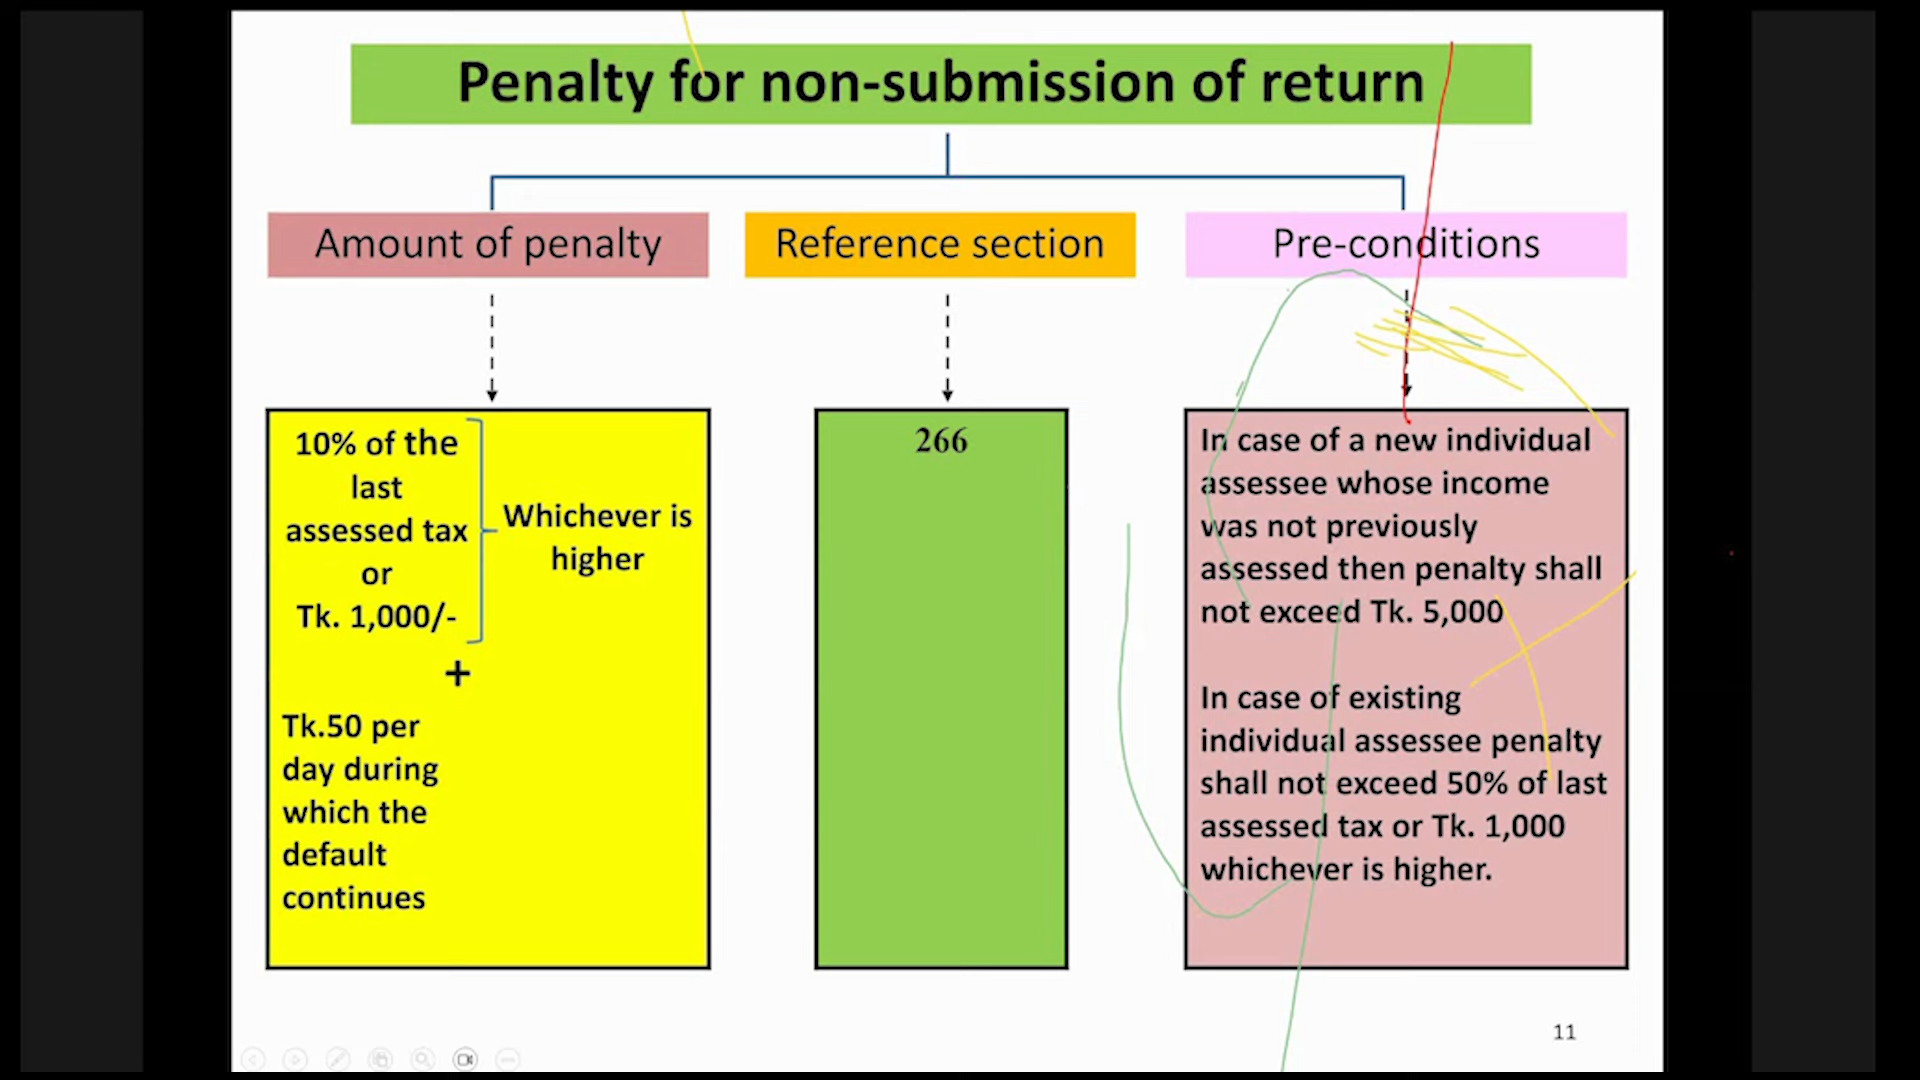 Penalty for non-submission of return
Amount of penalty
Reference section
Pre-conditions
10% of the
last
assessed tax
or
Tk. 1,000/-
Whichever is
higher
+
Tk.50 per
day during
which the
default
continues
266
In case of a new individual
assessee whose income
was not previously
assessed then penalty shall
not exceed Tk. 5,000
In case of existing
individual assessee penalty
shall not exceed 50% of last
assessed tax or Tk. 1,000
whichever is higher.
11